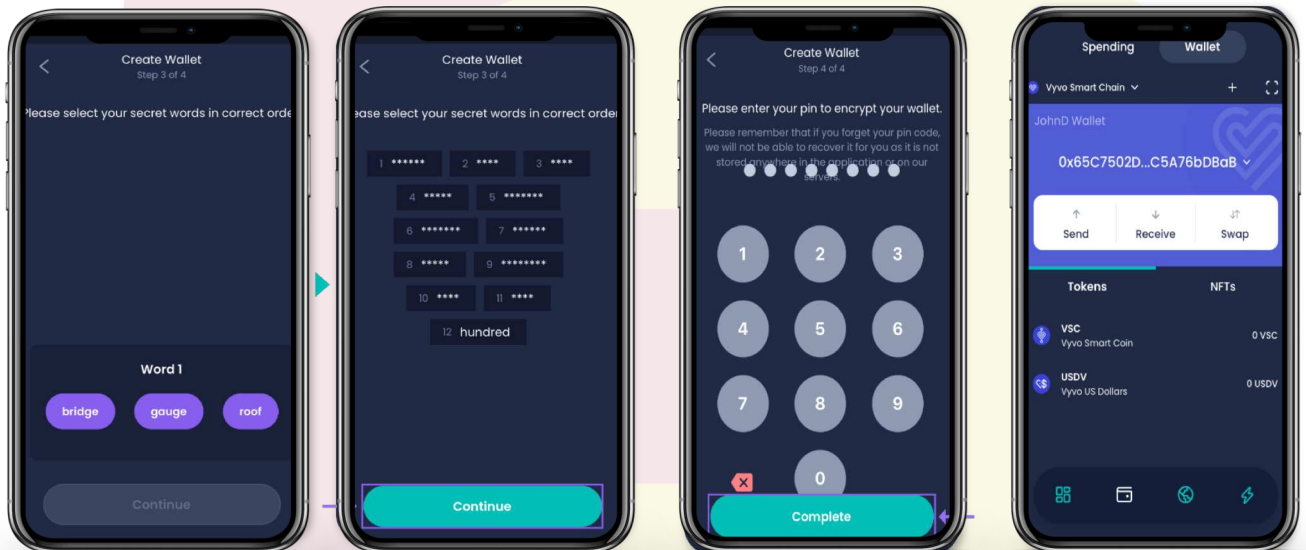 Create Wallet
Step 3 of 4
Please select your secret words in correct orde
Word 1
bridge
gauge
roof
Continue
Create Wallet
Step 3 of 4
ease select your secret words in correct order
1 ******
2 ****
3 ****
4 *****
5 *******
6 *******
7 ******
8 *****
9 ********
10 ****
11 ****
12 hundred
Continue
Create Wallet
Step 4 of 4
Please enter your pin to encrypt your wallet.
Please remember that if you forget your pin code,
we will not be able to recover it for you as it is not
stored anywhere in the application or on our
servers.
1
2
3
4
5
6
7
8
9
0
Complete
Spending
Wallet
Vyvo Smart Chain
JohnD Wallet
0x65C7502D...C5A76bDBaB
Send
Receive
Swap
Tokens
NFTs
VSC
Vyvo Smart Coin
0 VSC
USDV
Vyvo US Dollars
0 USDV